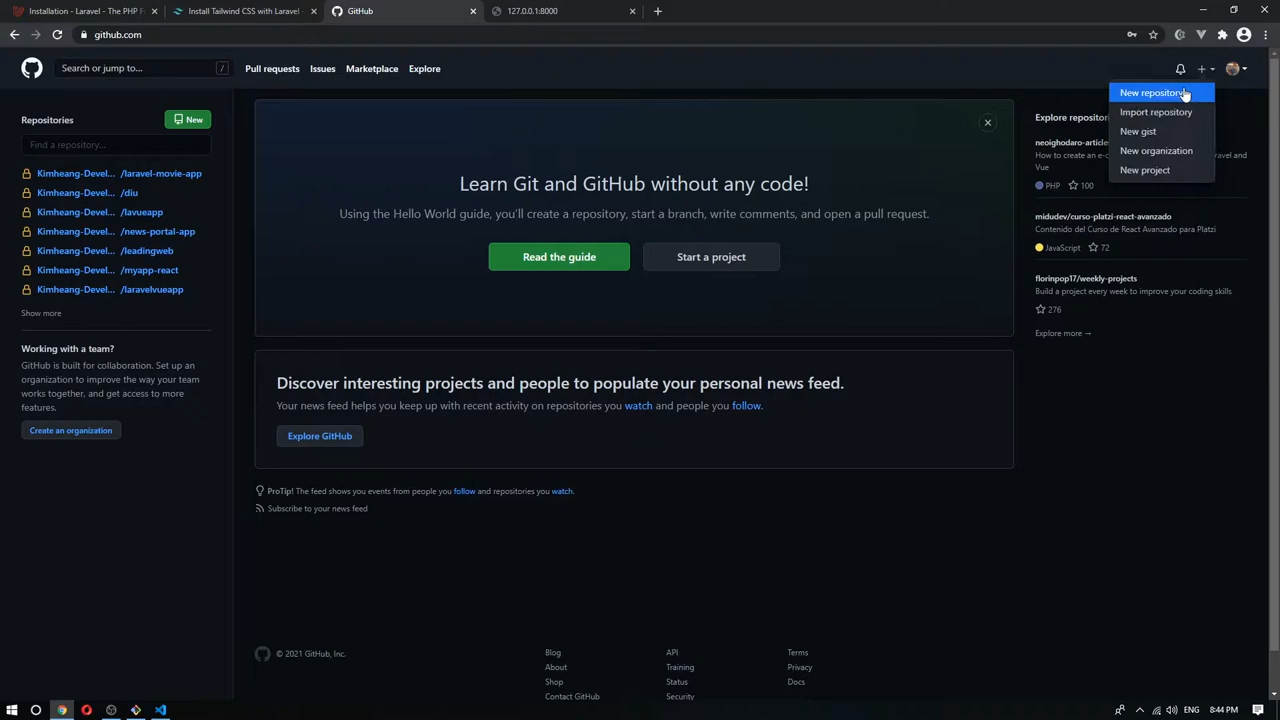 Installation - Laravel - The PHP F
Install Tailwind CSS with Laravel -
GitHub
127.0.0.1:8000
github.com
Search or jump to...
/
Pull requests
Issues
Marketplace
Explore
New repository
Import repository
New gist
New organization
New project
Repositories
New
Find a repository...
Kimheang-Devel... /laravel-movie-app
Kimheang-Devel... /diu
Kimheang-Devel... /lavueapp
Kimheang-Devel... /news-portal-app
Kimheang-Devel... /leadingweb
Kimheang-Devel... /myapp-react
Kimheang-Devel... /laravelvueapp
Show more
Working with a team?
GitHub is built for collaboration. Set up an
organization to improve the way your team
works together, and get access to more
features.
Create an organization
Learn Git and GitHub without any code!
Using the Hello World guide, you'll create a repository, start a branch, write comments, and open a pull request.
Read the guide
Start a project
Discover interesting projects and people to populate your personal news feed.
Your news feed helps you keep up with recent activity on repositories you watch and people you follow.
Explore GitHub
ProTip! The feed shows you events from people you follow and repositories you watch.
Subscribe to your news feed
Explore reposito
neoighodaro-articles
How to create an e-c
avel and
Vue
PHP
100
midudev/curso-platzi-react-avanzado
Contenido del Curso de React Avanzado para Platzi
JavaScript
72
florinpop17/weekly-projects
Build a project every week to improve your coding skills
276
Explore more →
© 2021 GitHub, Inc.
Blog
About
Shop
Contact GitHub
API
Training
Status
Security
Terms
Privacy
Docs
ENG
8:44 PM